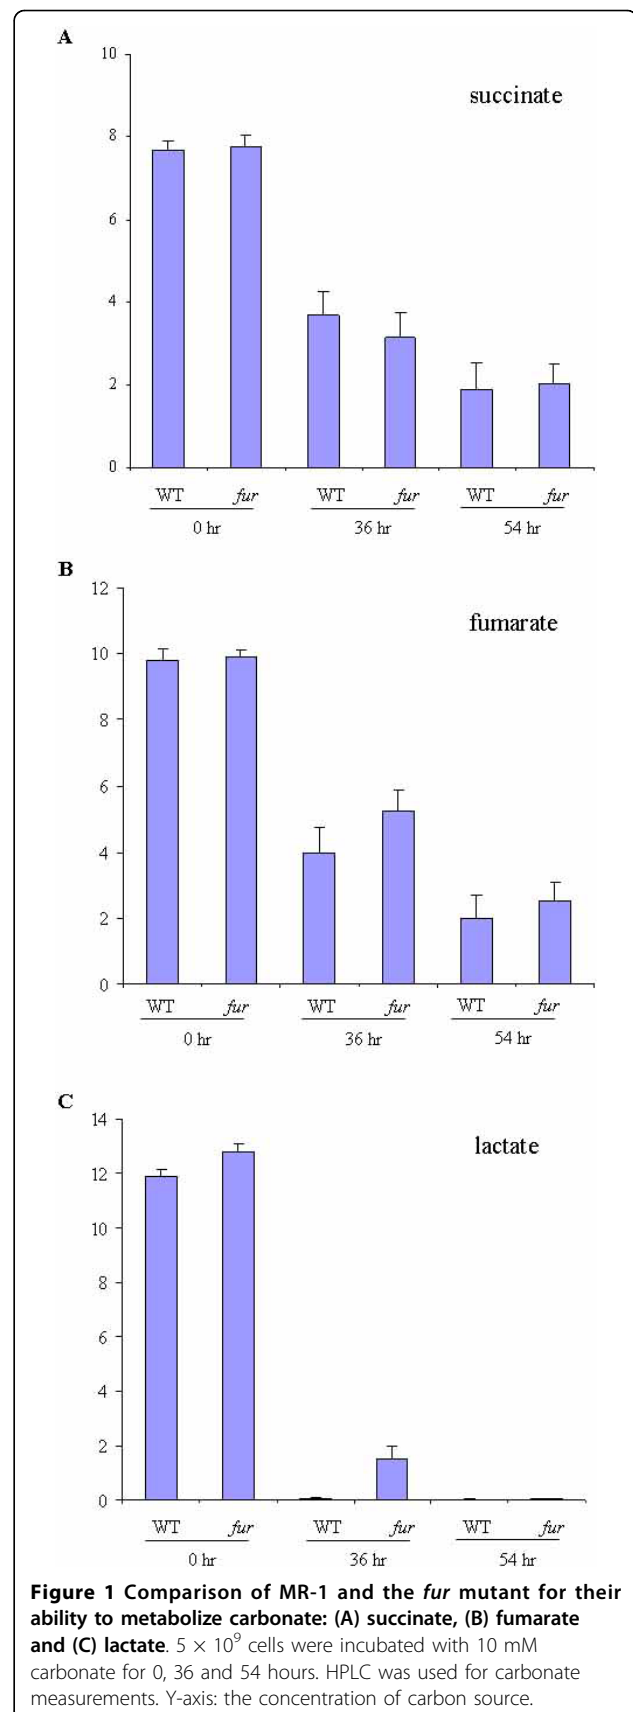 A
succinate
10
8
6
4
2
0
WT fur WT fur WT fur
0 hr 36 hr 54 hr
B
fumarate
12
10
8
6
4
2
0
WT fur WT fur WT fur
0 hr 36 hr 54 hr
C
lactate
14
12
10
8
6
4
2
0
WT fur WT fur WT fur
0 hr 36 hr 54 hr
Figure 1 Comparison of MR-1 and the fur mutant for their
ability to metabolize carbonate: (A) succinate, (B) fumarate
and (C) lactate. 5 × 10⁹ cells were incubated with 10 mM
carbonate for 0, 36 and 54 hours. HPLC was used for carbonate
measurements. Y-axis: the concentration of carbon source.